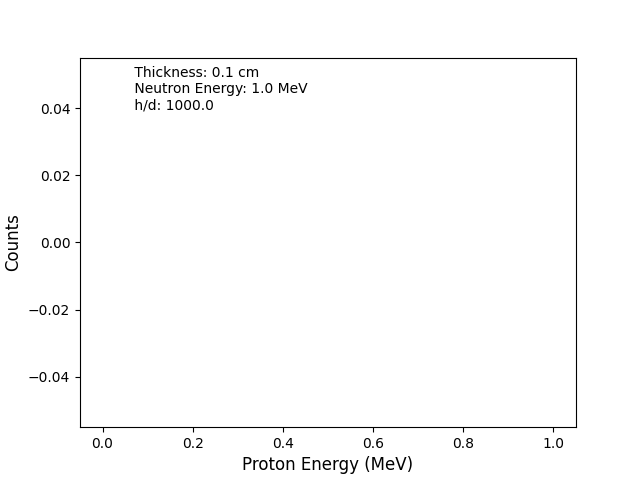 Thickness: 0.1 cm
Neutron Energy: 1.0 MeV
h/d: 1000.0
0.04
0.02
0.00
−0.02
−0.04
Counts
0.0 0.2 0.4 0.6 0.8 1.0
Proton Energy (MeV)